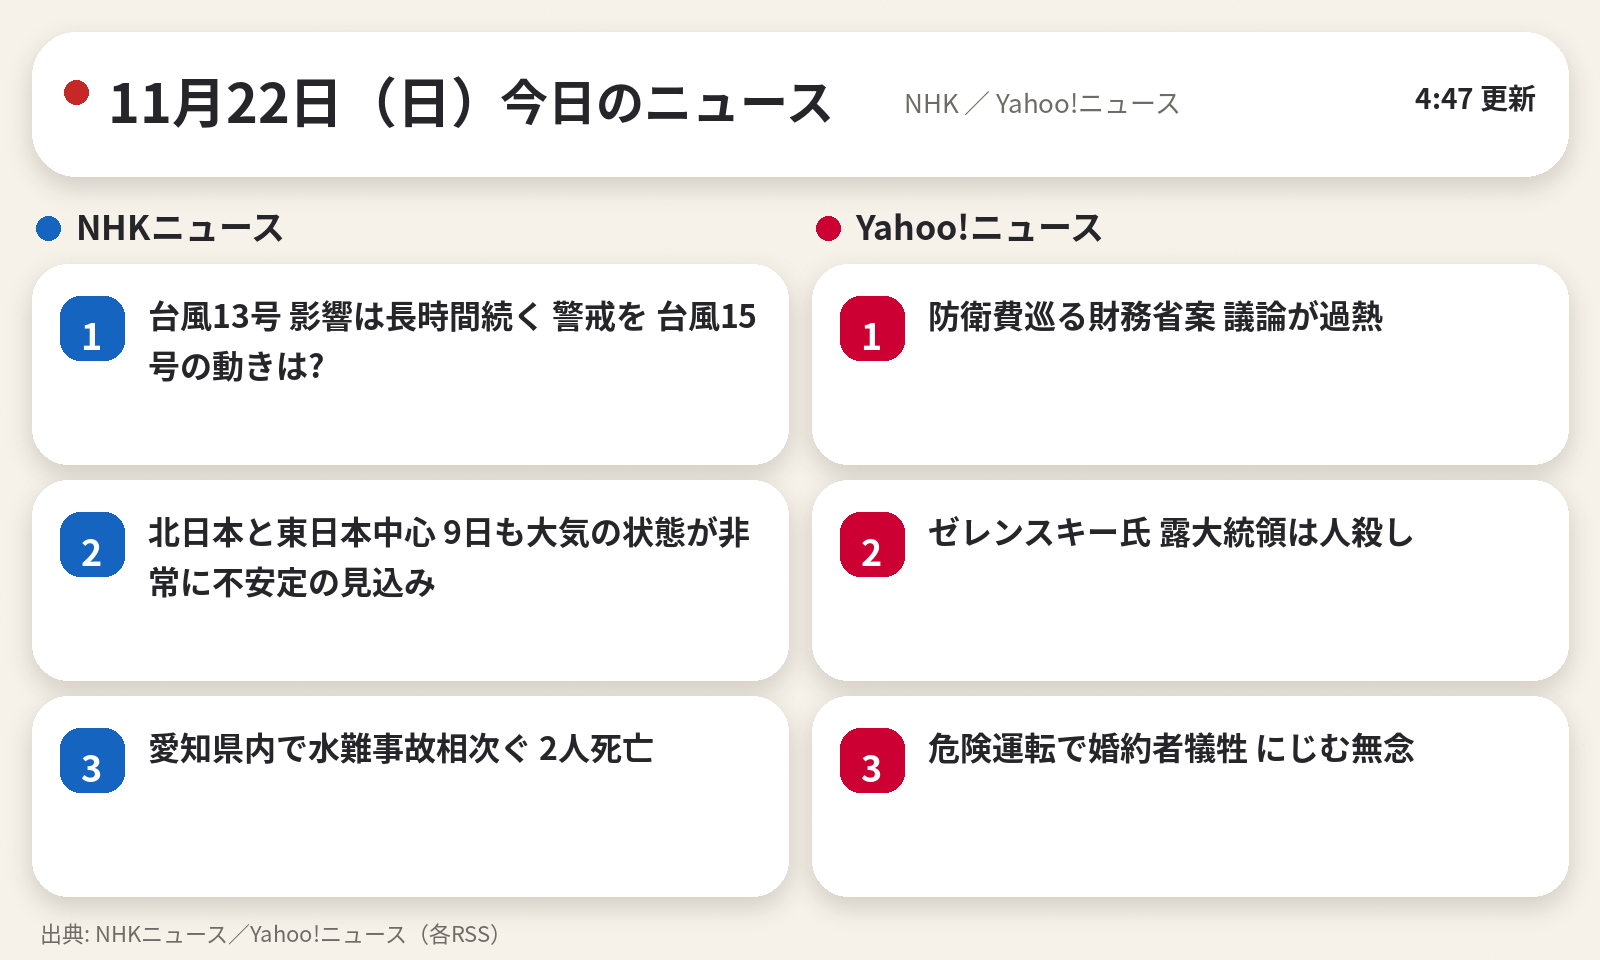 11月22日（日）今日のニュース
NHK ／ Yahoo!ニュース
4:47 更新
NHKニュース
1
台風13号 影響は長時間続く 警戒を 台風15
号の動きは?
2
北日本と東日本中心 9日も大気の状態が非
常に不安定の見込み
3
愛知県内で水難事故相次ぐ 2人死亡
Yahoo!ニュース
1
防衛費巡る財務省案 議論が過熱
2
ゼレンスキー氏 露大統領は人殺し
3
危険運転で婚約者犠牲 にじむ無念
出典: NHKニュース／Yahoo!ニュース（各RSS）